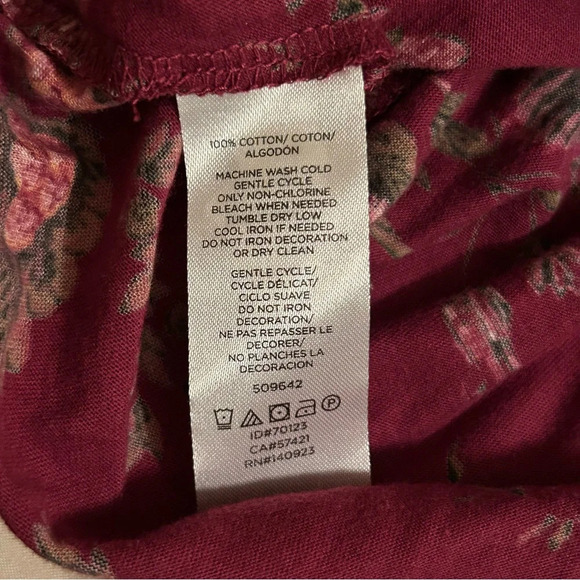 100% COTTON/ COTON/
ALGODÓN
MACHINE WASH COLD
GENTLE CYCLE
ONLY NON-CHLORINE
BLEACH WHEN NEEDED
TUMBLE DRY LOW
COOL IRON IF NEEDED
DO NOT IRON DECORATION
OR DRY CLEAN
GENTLE CYCLE/
CYCLE DÉLICAT/
CICLO SUAVE
DO NOT IRON
DECORATION/
NE PAS REPASSER LE
DECORER/
NO PLANCHES LA
DECORACION
509642
P
ID#70123
CA#57421
RN#140923